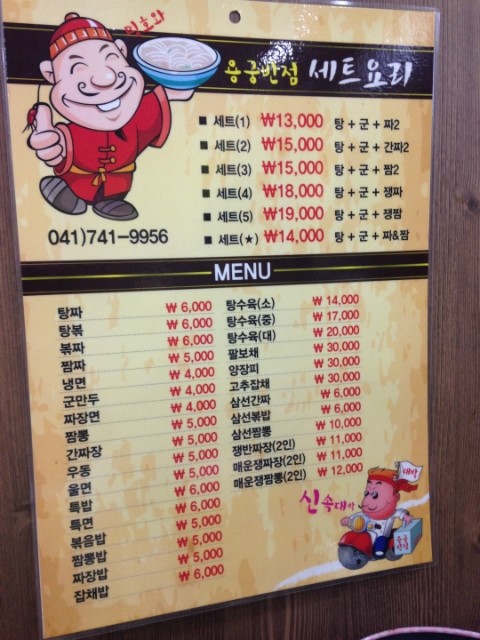 민호와
용궁반점 세트요리
■ 세트(1) ₩13,000 탕 + 군 + 짜2
■ 세트(2) ₩15,000 탕 + 군 + 간짜2
■ 세트(3) ₩15,000 탕 + 군 + 짬2
■ 세트(4) ₩18,000 탕 + 군 + 쟁짜
■ 세트(5) ₩19,000 탕 + 군 + 쟁짬
■ 세트(★) ₩14,000 탕 + 군 + 짜&짬
041)741-9956
MENU
탕짜 ₩ 6,000
탕볶 ₩ 6,000
볶짜 ₩ 6,000
짬짜 ₩ 5,000
냉면 ₩ 4,000
군만두 ₩ 4,000
짜장면 ₩ 4,000
짬뽕 ₩ 5,000
간짜장 ₩ 5,000
우동 ₩ 5,000
울면 ₩ 5,000
특밥 ₩ 6,000
특면 ₩ 6,000
볶음밥 ₩ 5,000
짬뽕밥 ₩ 5,000
짜장밥 ₩ 5,000
잡채밥 ₩ 6,000
탕수육(소) ₩ 14,000
탕수육(중) ₩ 17,000
탕수육(대) ₩ 20,000
팔보채 ₩ 30,000
양장피 ₩ 30,000
고추잡채 ₩ 30,000
삼선간짜 ₩ 6,000
삼선볶밥 ₩ 6,000
삼선짬뽕 ₩ 10,000
쟁반짜장(2인) ₩ 11,000
매운쟁짜장(2인) ₩ 11,000
매운쟁짬뽕(2인) ₩ 12,000
신속대박
대박